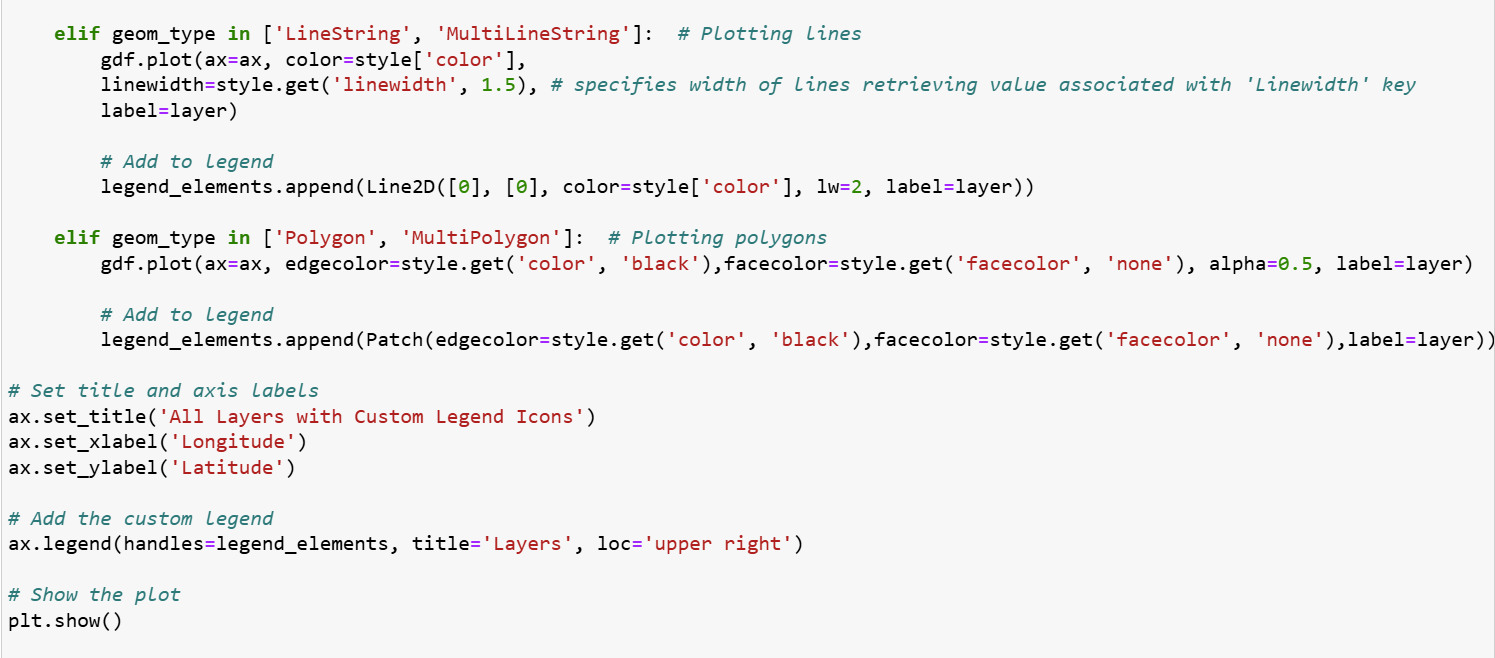 elif geom_type in ['LineString', 'MultiLineString']:  # Plotting lines
gdf.plot(ax=ax, color=style['color'],
linewidth=style.get('linewidth', 1.5), # specifies width of lines retrieving value associated with 'Linewidth' key
label=layer)
# Add to legend
legend_elements.append(Line2D([0], [0], color=style['color'], lw=2, label=layer))
elif geom_type in ['Polygon', 'MultiPolygon']:  # Plotting polygons
gdf.plot(ax=ax, edgecolor=style.get('color', 'black'),facecolor=style.get('facecolor', 'none'), alpha=0.5, label=layer)
# Add to legend
legend_elements.append(Patch(edgecolor=style.get('color', 'black'),facecolor=style.get('facecolor', 'none'),label=layer))
# Set title and axis labels
ax.set_title('All Layers with Custom Legend Icons')
ax.set_xlabel('Longitude')
ax.set_ylabel('Latitude')
# Add the custom legend
ax.legend(handles=legend_elements, title='Layers', loc='upper right')
# Show the plot
plt.show()